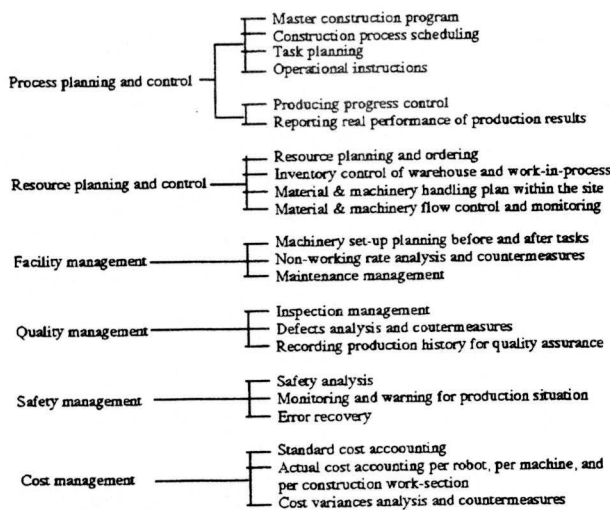 Process planning and control
Master construction program
Construction process scheduling
Task planning
Operational instructions
Producing progress control
Reporting real performance of production results
Resource planning and control
Resource planning and ordering
Inventory control of warehouse and work-in-process
Material & machinery handling plan within the site
Material & machinery flow control and monitoring
Facility management
Machinery set-up planning before and after tasks
Non-working rate analysis and countermeasures
Maintenance management
Quality management
Inspection management
Defects analysis and coutermeasures
Recording production history for quality assurance
Safety management
Safety analysis
Monitoring and warning for production situation
Error recovery
Cost management
Standard cost accoonting
Actual cost accounting per robot, per machine, and
per construction work-section
Cost variances analysis and countermeasures